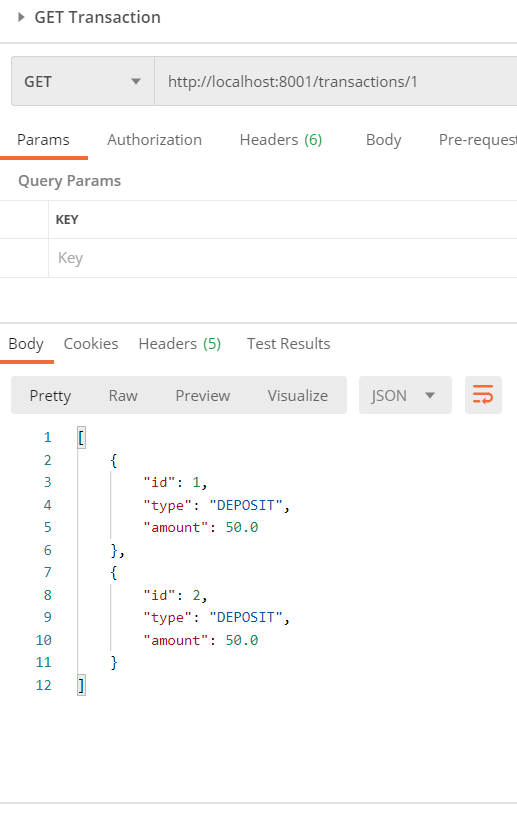 GET Transaction
GET http://localhost:8001/transactions/1
Params Authorization Headers (6) Body Pre-request
Query Params
KEY
Key
Body Cookies Headers (5) Test Results
Pretty Raw Preview Visualize JSON
1 [
2 {
3 "id": 1,
4 "type": "DEPOSIT",
5 "amount": 50.0
6 },
7 {
8 "id": 2,
9 "type": "DEPOSIT",
10 "amount": 50.0
11 }
12 ]